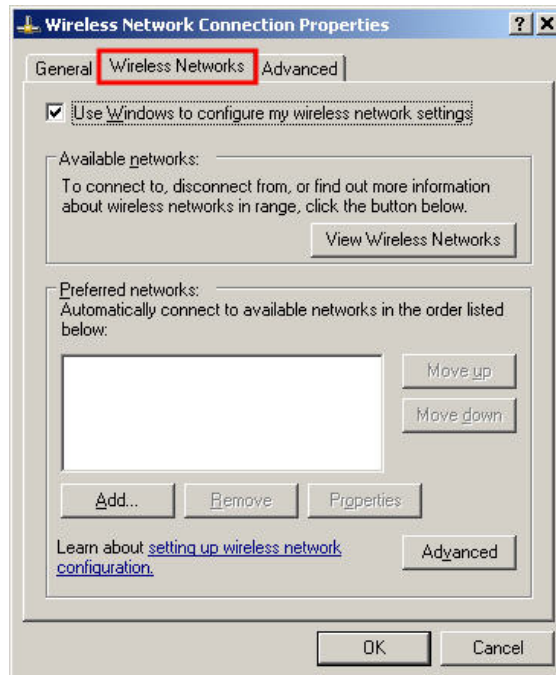 Wireless Network Connection Properties
General Wireless Networks Advanced
Use Windows to configure my wireless network settings
Available networks:
To connect to, disconnect from, or find out more information
about wireless networks in range, click the button below.
View Wireless Networks
Preferred networks:
Automatically connect to available networks in the order listed
below:
Move up
Move down
Add... Remove Properties
Learn about setting up wireless network
configuration.
Advanced
OK Cancel